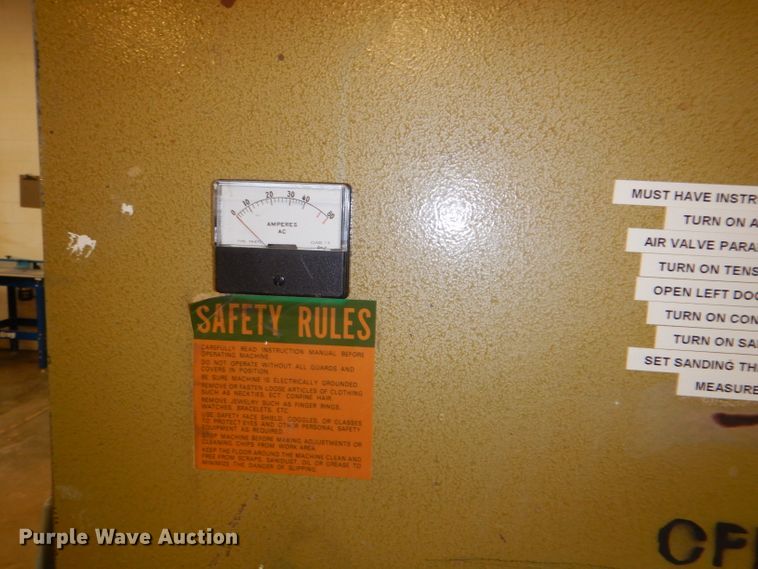 0 10 20 30 40 50
AMPERES
AC
SAFETY RULES
CAREFULLY READ INSTRUCTION MANUAL BEFORE
OPERATING MACHINE.
DO NOT OPERATE WITHOUT ALL GUARDS AND
COVERS IN POSITION.
BE SURE MACHINE IS ELECTRICALLY GROUNDED.
REMOVE OR FASTEN LOOSE ARTICLES OF CLOTHING
SUCH AS NECKTIES, ECT. CONFINE HAIR.
REMOVE JEWELRY SUCH AS FINGER RINGS,
WATCHES, BRACELETS, ETC.
USE SAFETY FACE SHIELD, GOGGLES, OR GLASSES
TO PROTECT EYES AND OTHER PERSONAL SAFETY
EQUIPMENT AS REQUIRED.
STOP MACHINE BEFORE MAKING ADJUSTMENTS OR
CLEANING CHIPS FROM WORK AREA.
KEEP THE FLOOR AROUND THE MACHINE CLEAN AND
FREE FROM SCRAPS, SAWDUST, OIL OR GREASE TO
MINIMIZE THE DANGER OF SLIPPING.
MUST HAVE INSTR
TURN ON A
AIR VALVE PARA
TURN ON TENS
OPEN LEFT DOO
TURN ON CON
TURN ON SA
SET SANDING TH
MEASURE
CF
Purple Wave Auction